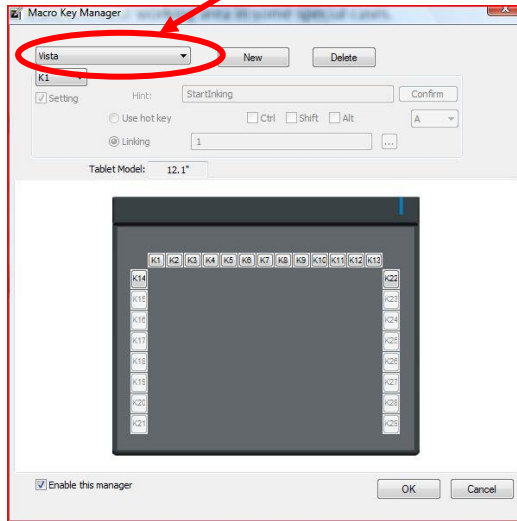 Macro Key Manager
Vista New Delete
K1
Setting Hint: StartInking Confirm
Use hot key Ctrl Shift Alt A
Linking 1 ...
Tablet Model: 12.1"
K1 K2 K3 K4 K5 K6 K7 K8 K9 K10 K11 K12 K13
K14 K22
K15 K23
K16 K24
K17 K25
K18 K26
K19 K27
K20 K28
K21 K29
Enable this manager OK Cancel